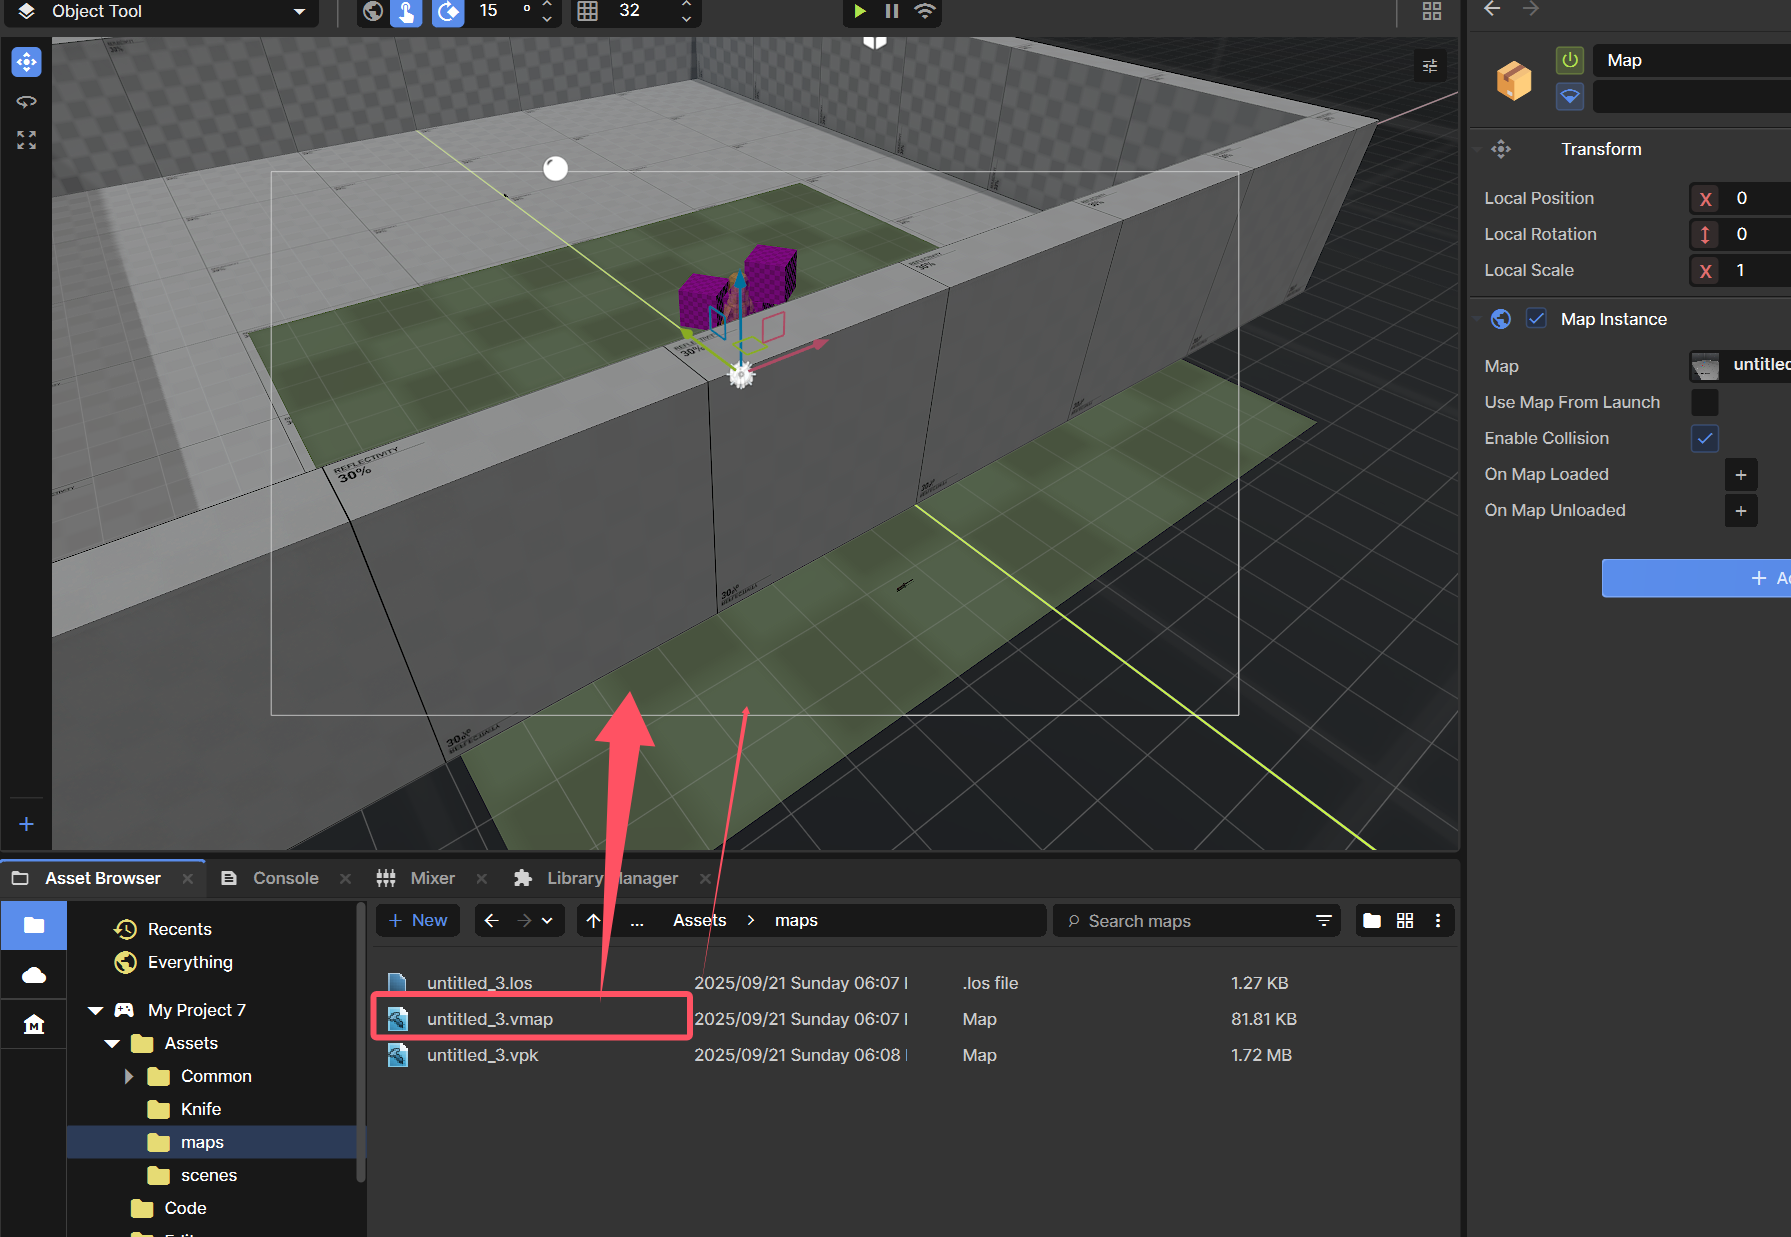 Object Tool
15 °
32
Map
Transform
Local Position X 0
Local Rotation 0
Local Scale X 1
Map Instance
Map untitled
Use Map From Launch
Enable Collision
On Map Loaded +
On Map Unloaded +
REFLECTIVITY
30%
30%
30%
Asset Browser
Console
Mixer
Library Manager
+ New
... Assets > maps
Search maps
Recents
Everything
My Project 7
Assets
Common
Knife
maps
scenes
Code
untitled_3.los 2025/09/21 Sunday 06:07 .los file 1.27 KB
untitled_3.vmap 2025/09/21 Sunday 06:07 Map 81.81 KB
untitled_3.vpk 2025/09/21 Sunday 06:08 Map 1.72 MB